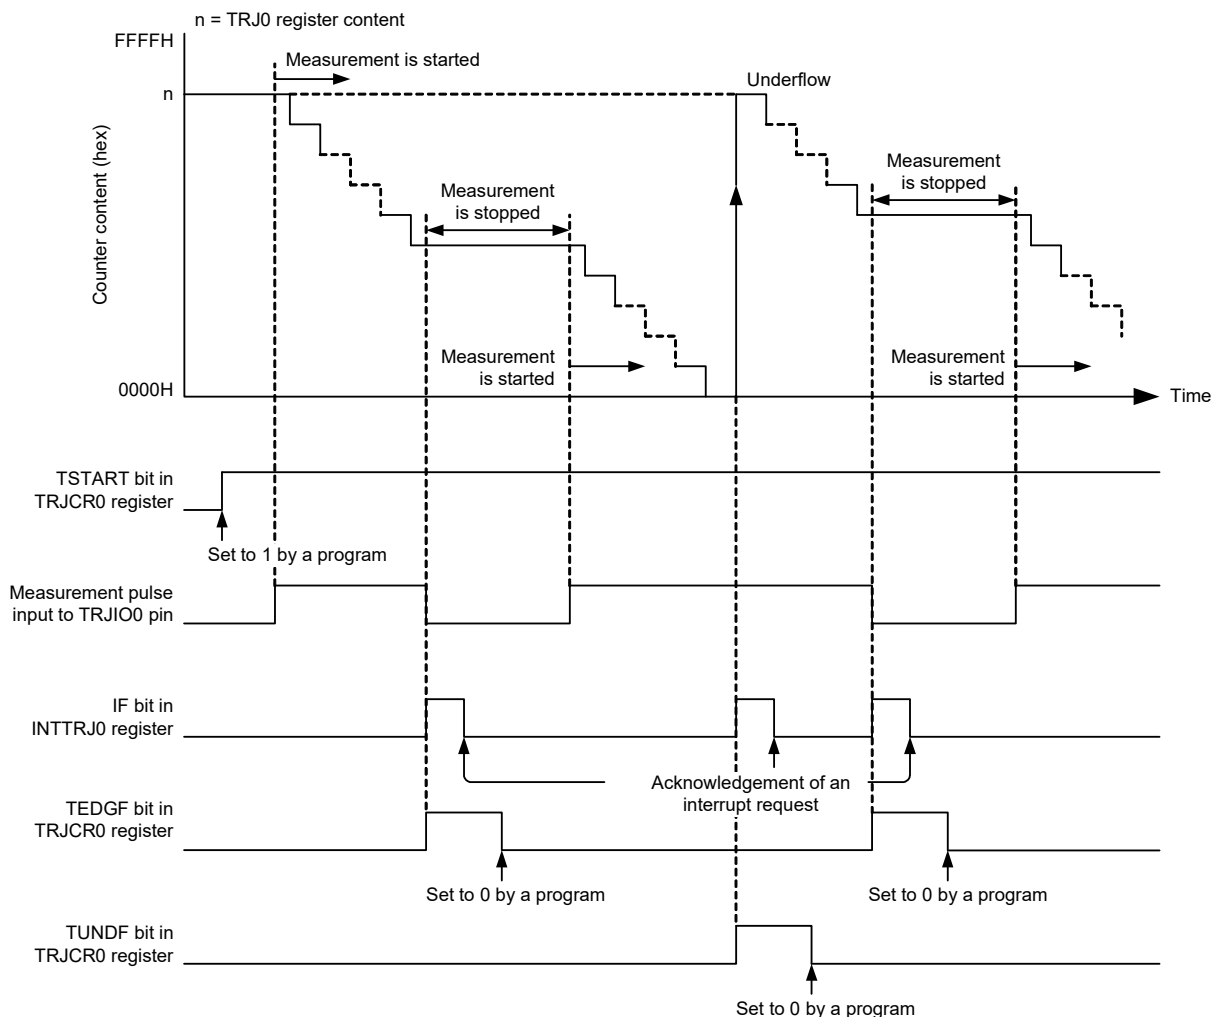 n = TRJ0 register content
FFFFH
Measurement is started
Underflow
n
Counter content (hex)
Measurement
is stopped
Measurement
is stopped
Measurement
is started
Measurement
is started
0000H
Time
TSTART bit in
TRJCR0 register
Set to 1 by a program
Measurement pulse
input to TRJIO0 pin
IF bit in
INTTRJ0 register
Acknowledgement of an
interrupt request
TEDGF bit in
TRJCR0 register
Set to 0 by a program
Set to 0 by a program
TUNDF bit in
TRJCR0 register
Set to 0 by a program